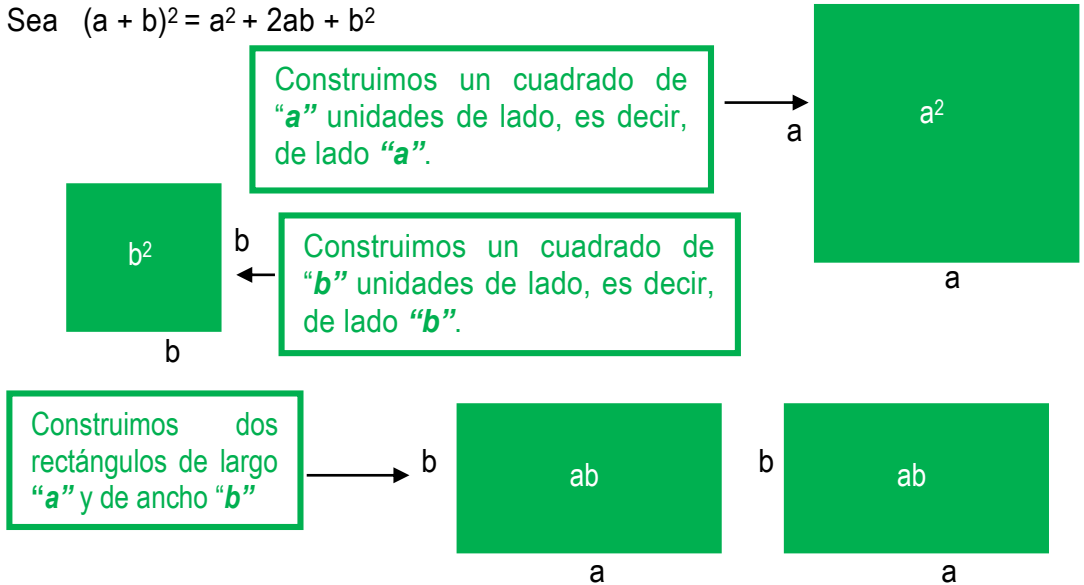 Sea (a + b)² = a² + 2ab + b²
Construimos un cuadrado de
“a” unidades de lado, es decir,
de lado “a”.
a
a²
a
b²
b
b
Construimos un cuadrado de
“b” unidades de lado, es decir,
de lado “b”.
Construimos dos
rectángulos de largo
“a” y de ancho “b”
b
ab
a
b
ab
a